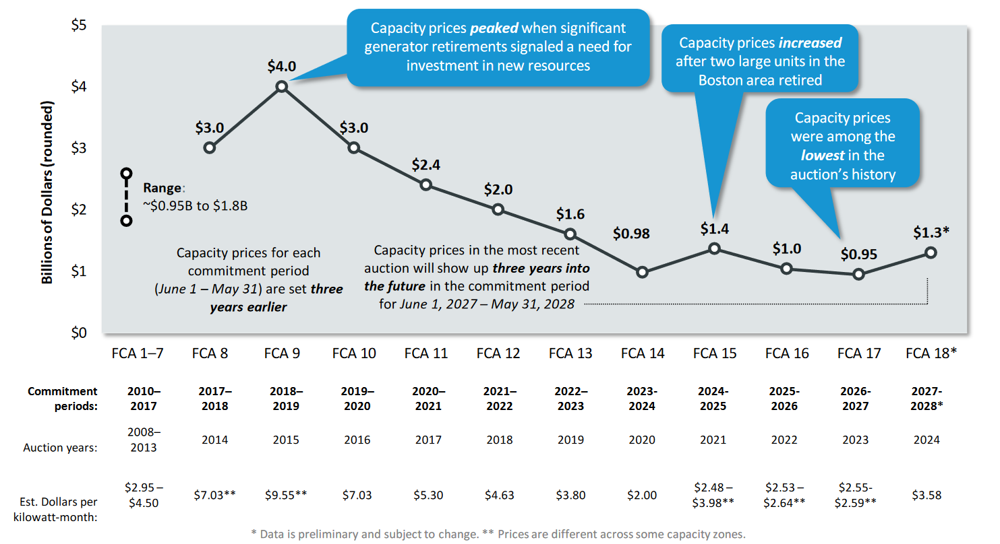 Capacity prices peaked when significant
generator retirements signaled a need for
investment in new resources
Capacity prices increased
after two large units in the
Boston area retired
Capacity prices
were among the
lowest in the
auction's history
Billions of Dollars (rounded)
$5
$4
$3
$2
$1
$0
$3.0
$4.0
$3.0
$2.4
$2.0
$1.6
$0.98
$1.4
$1.0
$0.95
$1.3*
Range:
~$0.95B to $1.8B
Capacity prices for each
commitment period
(June 1 – May 31) are set three
years earlier
Capacity prices in the most recent
auction will show up three years into
the future in the commitment period
for June 1, 2027 – May 31, 2028
FCA 1–7 FCA 8 FCA 9 FCA 10 FCA 11 FCA 12 FCA 13 FCA 14 FCA 15 FCA 16 FCA 17 FCA 18*
Commitment 2010– 2017– 2018– 2019– 2020– 2021– 2022– 2023- 2024- 2025- 2026- 2027-
periods: 2017 2018 2019 2020 2021 2022 2023 2024 2025 2026 2027 2028*
2008–
Auction years: 2013 2014 2015 2016 2017 2018 2019 2020 2021 2022 2023 2024
$2.95 – $2.48 – $2.53 – $2.55-
Est. Dollars per $4.50 $7.03** $9.55** $7.03 $5.30 $4.63 $3.80 $2.00 $3.98** $2.64** $2.59** $3.58
kilowatt-month:
* Data is preliminary and subject to change. ** Prices are different across some capacity zones.